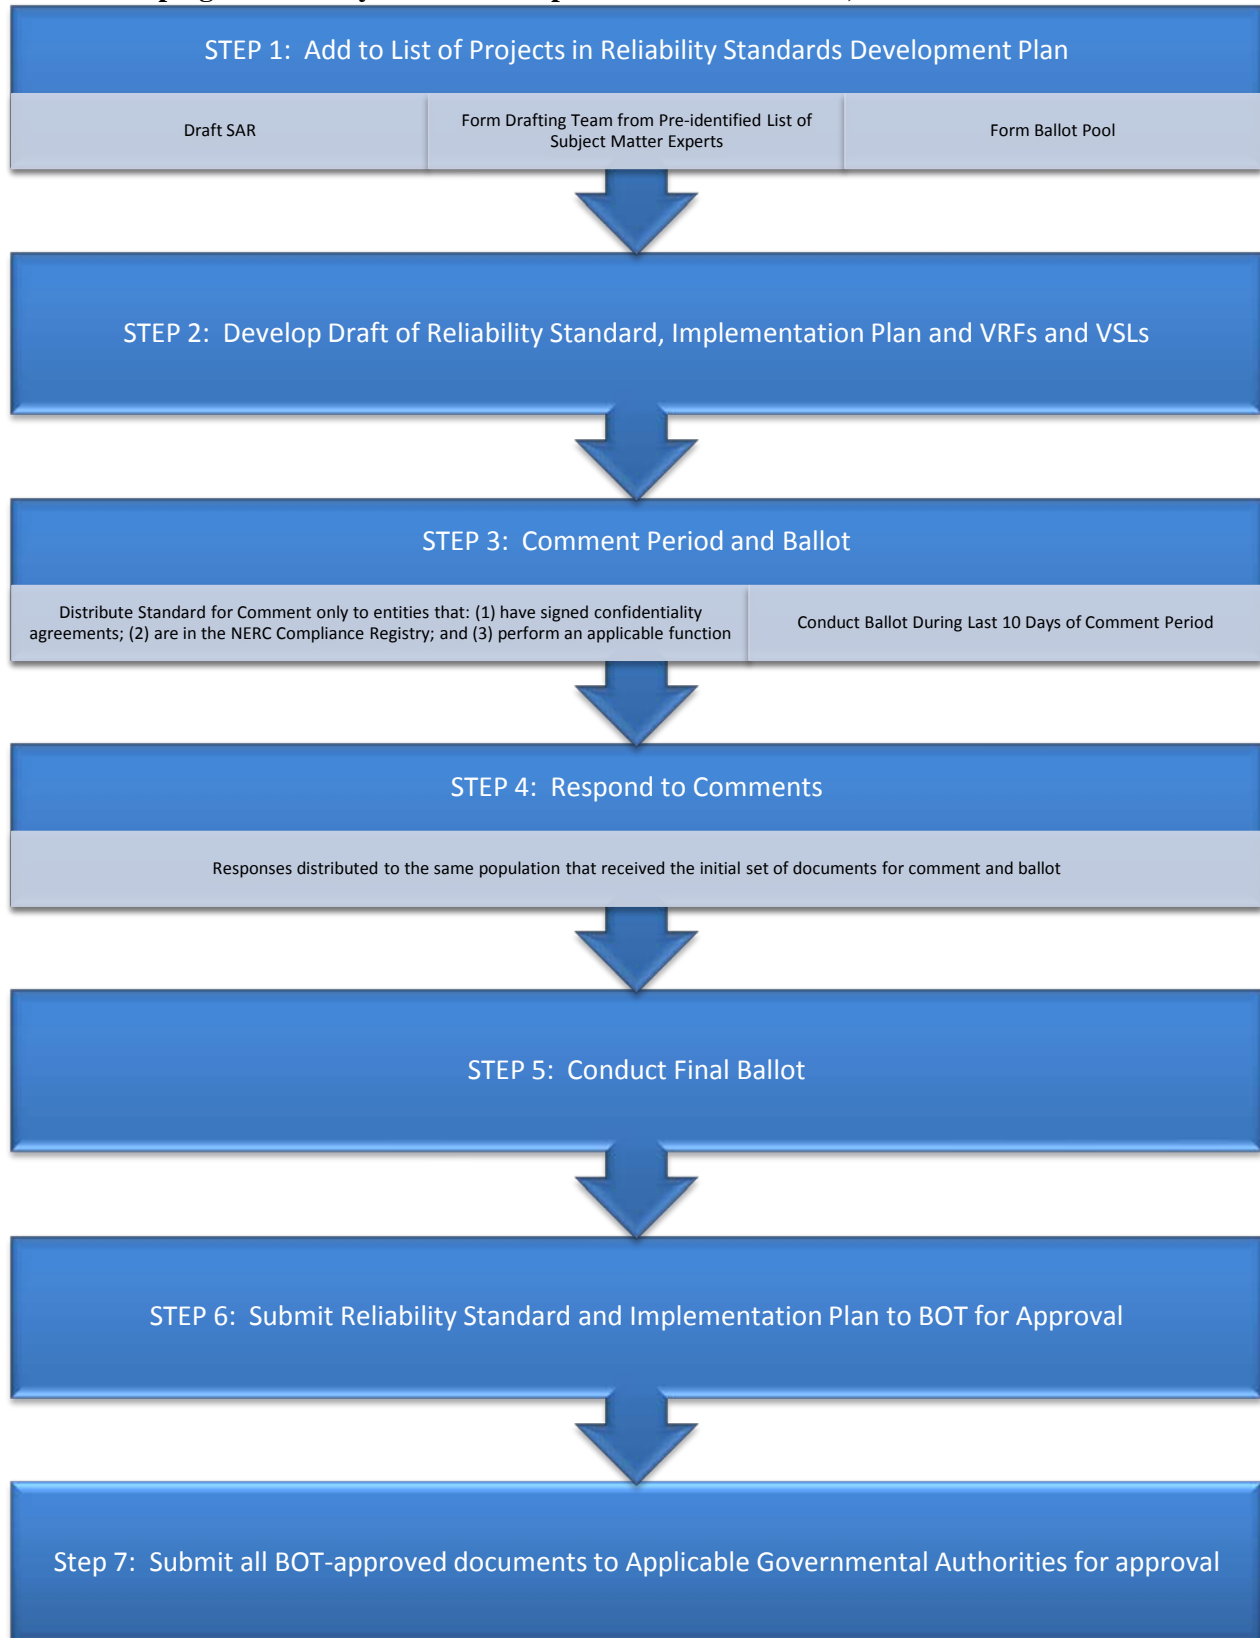 STEP 1: Add to List of Projects in Reliability Standards Development Plan
Draft SAR
Form Drafting Team from Pre-identified List of
Subject Matter Experts
Form Ballot Pool
STEP 2: Develop Draft of Reliability Standard, Implementation Plan and VRFs and VSLs
STEP 3: Comment Period and Ballot
Distribute Standard for Comment only to entities that: (1) have signed confidentiality
agreements; (2) are in the NERC Compliance Registry; and (3) perform an applicable function
Conduct Ballot During Last 10 Days of Comment Period
STEP 4: Respond to Comments
Responses distributed to the same population that received the initial set of documents for comment and ballot
STEP 5: Conduct Final Ballot
STEP 6: Submit Reliability Standard and Implementation Plan to BOT for Approval
Step 7: Submit all BOT-approved documents to Applicable Governmental Authorities for approval